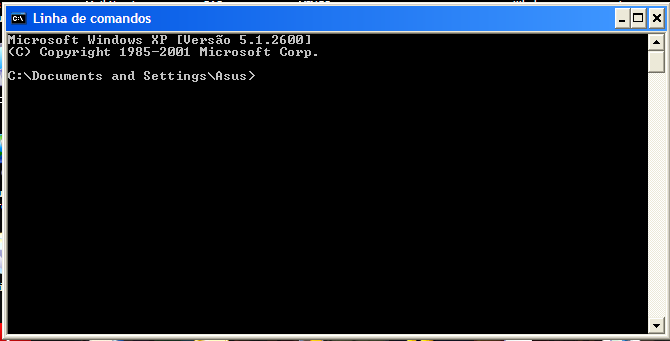 Linha de comandos
Microsoft Windows XP [Versão 5.1.2600]
(C) Copyright 1985-2001 Microsoft Corp.
C:\Documents and Settings\Asus>